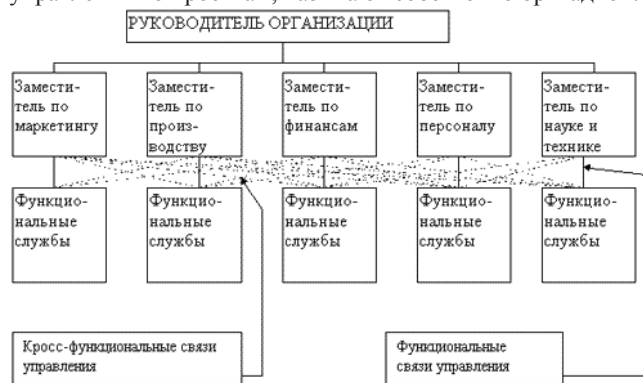 РУКОВОДИТЕЛЬ ОРГАНИЗАЦИИ
Замести-
тель по
маркетингу
Замести-
тель по
произ-
водству
Замести-
тель по
финансам
Замести-
тель по
персоналу
Замести-
тель по
науке и
технике
Функцио-
нальные
службы
Функцио-
нальные
службы
Функцио-
нальные
службы
Функцио-
нальные
службы
Функцио-
нальные
службы
Кросс-функциональные связи
управления
Функциональные
связи управления